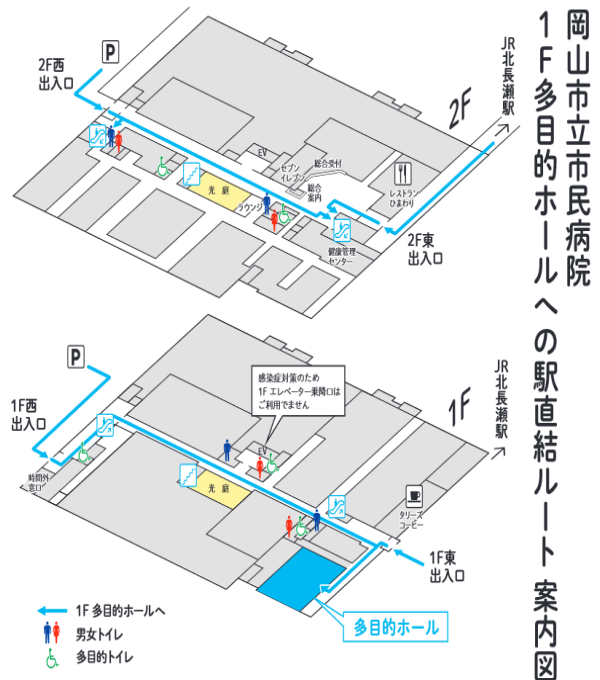 岡山市立市民病院
1F多目的ホールへの駅直結ルート 案内図
2F
JR北長瀬駅
P
2F西
出入口
EV
セブン
イレブン
総合受付
総合
案内
レストラン
ひまわり
光庭
ラウンジ
健康管理
センター
2F東
出入口
1F
JR北長瀬駅
P
1F西
出入口
感染症対策のため
1F エレベーター乗降口は
ご利用できません
EV
時間外
窓口
光庭
タリーズ
コーヒー
1F東
出入口
多目的ホール
1F 多目的ホールへ
男女トイレ
多目的トイレ